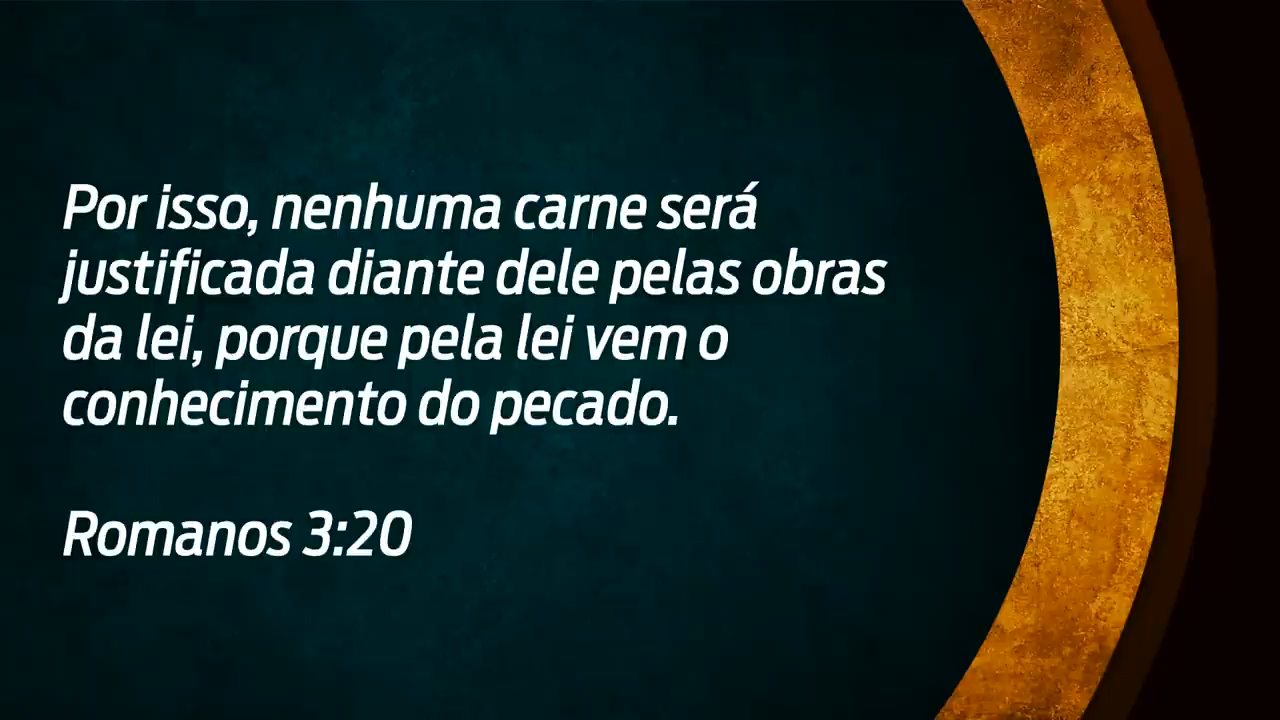 Por isso, nenhuma carne será
justificada diante dele pelas obras
da lei, porque pela lei vem o
conhecimento do pecado.
Romanos 3:20